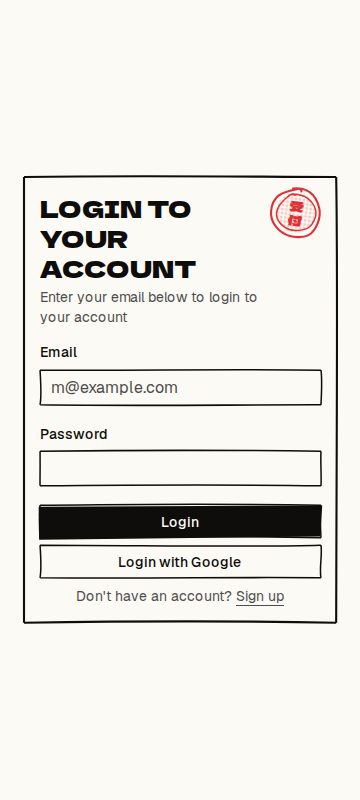 LOGIN TO
YOUR
ACCOUNT
Enter your email below to login to
your account
Email
m@example.com
Password
Login
Login with Google
Don't have an account? Sign up